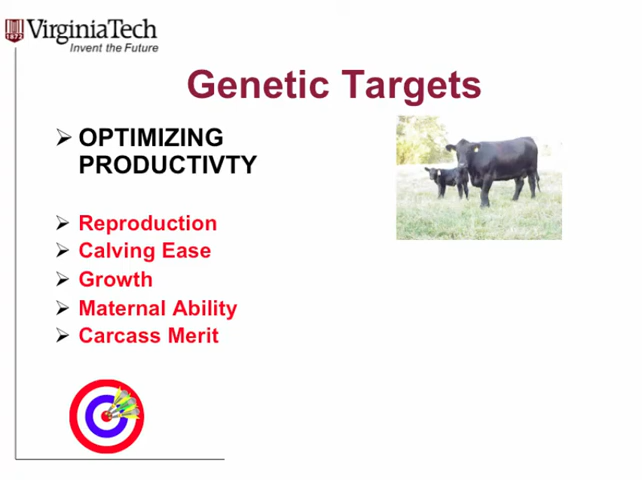 VirginiaTech
1872
Invent the Future
Genetic Targets
OPTIMIZING
PRODUCTIVTY
Reproduction
Calving Ease
Growth
Maternal Ability
Carcass Merit